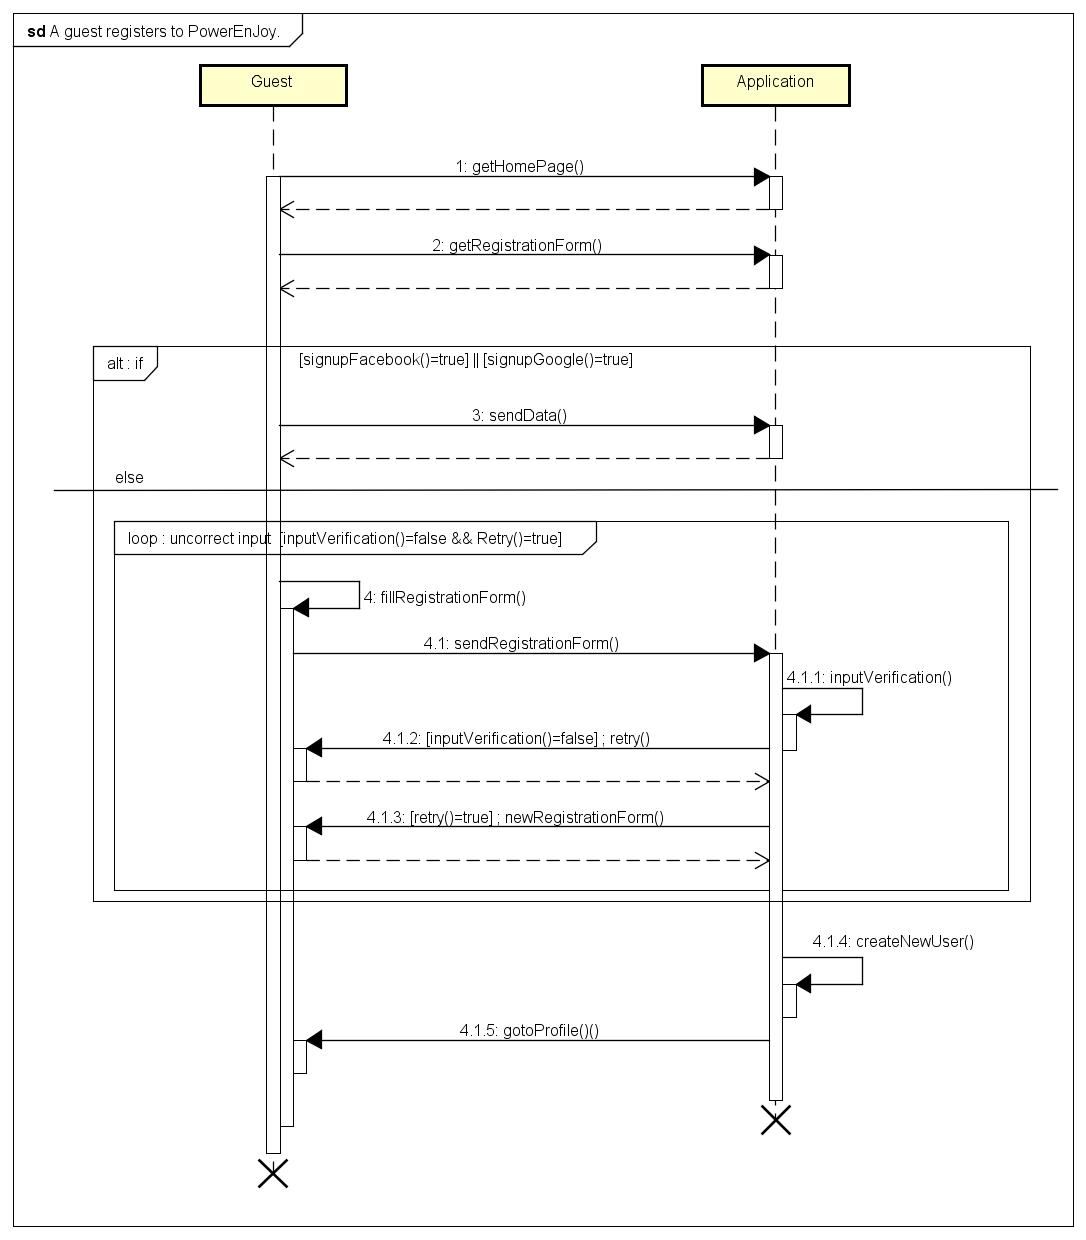 sd A guest registers to PowerEnJoy.
Guest
Application
1: getHomePage()
2: getRegistrationForm()
alt : if
[signupFacebook()=true] || [signupGoogle()=true]
3: sendData()
else
loop : uncorrect input [inputVerification()=false && Retry()=true]
4: fillRegistrationForm()
4.1: sendRegistrationForm()
4.1.1: inputVerification()
4.1.2: [inputVerification()=false] ; retry()
4.1.3: [retry()=true] ; newRegistrationForm()
4.1.4: createNewUser()
4.1.5: gotoProfile()()